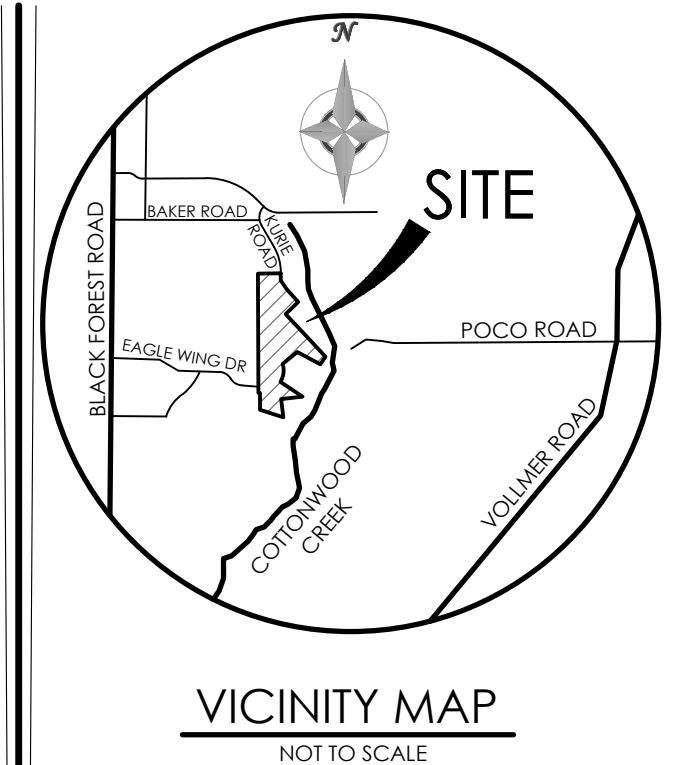 N
SITE
BAKER ROAD
KURIE
ROAD
BLACK FOREST ROAD
POCO ROAD
EAGLE WING DR
VOLLMER ROAD
COTTONWOOD
CREEK
VICINITY MAP
NOT TO SCALE